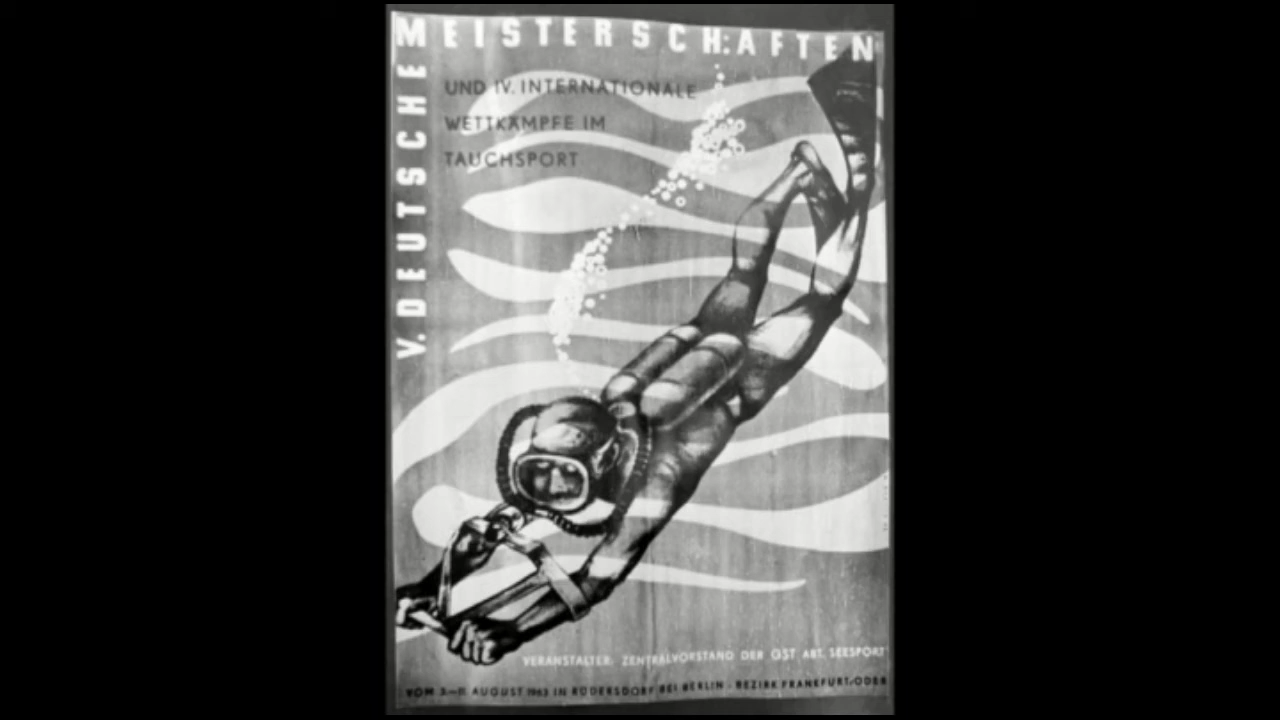 V. DEUTSCHE
MEISTERSCHAFTEN
UND IV. INTERNATIONALE
WETTKÄMPFE IM
TAUCHSPORT
VERANSTALTER: ZENTRALVORSTAND DER GST ABT. SEESPORT
VOM 3.–11. AUGUST 1963 IN RÜDERSDORF BEI BERLIN · BEZIRK FRANKFURT/ODER